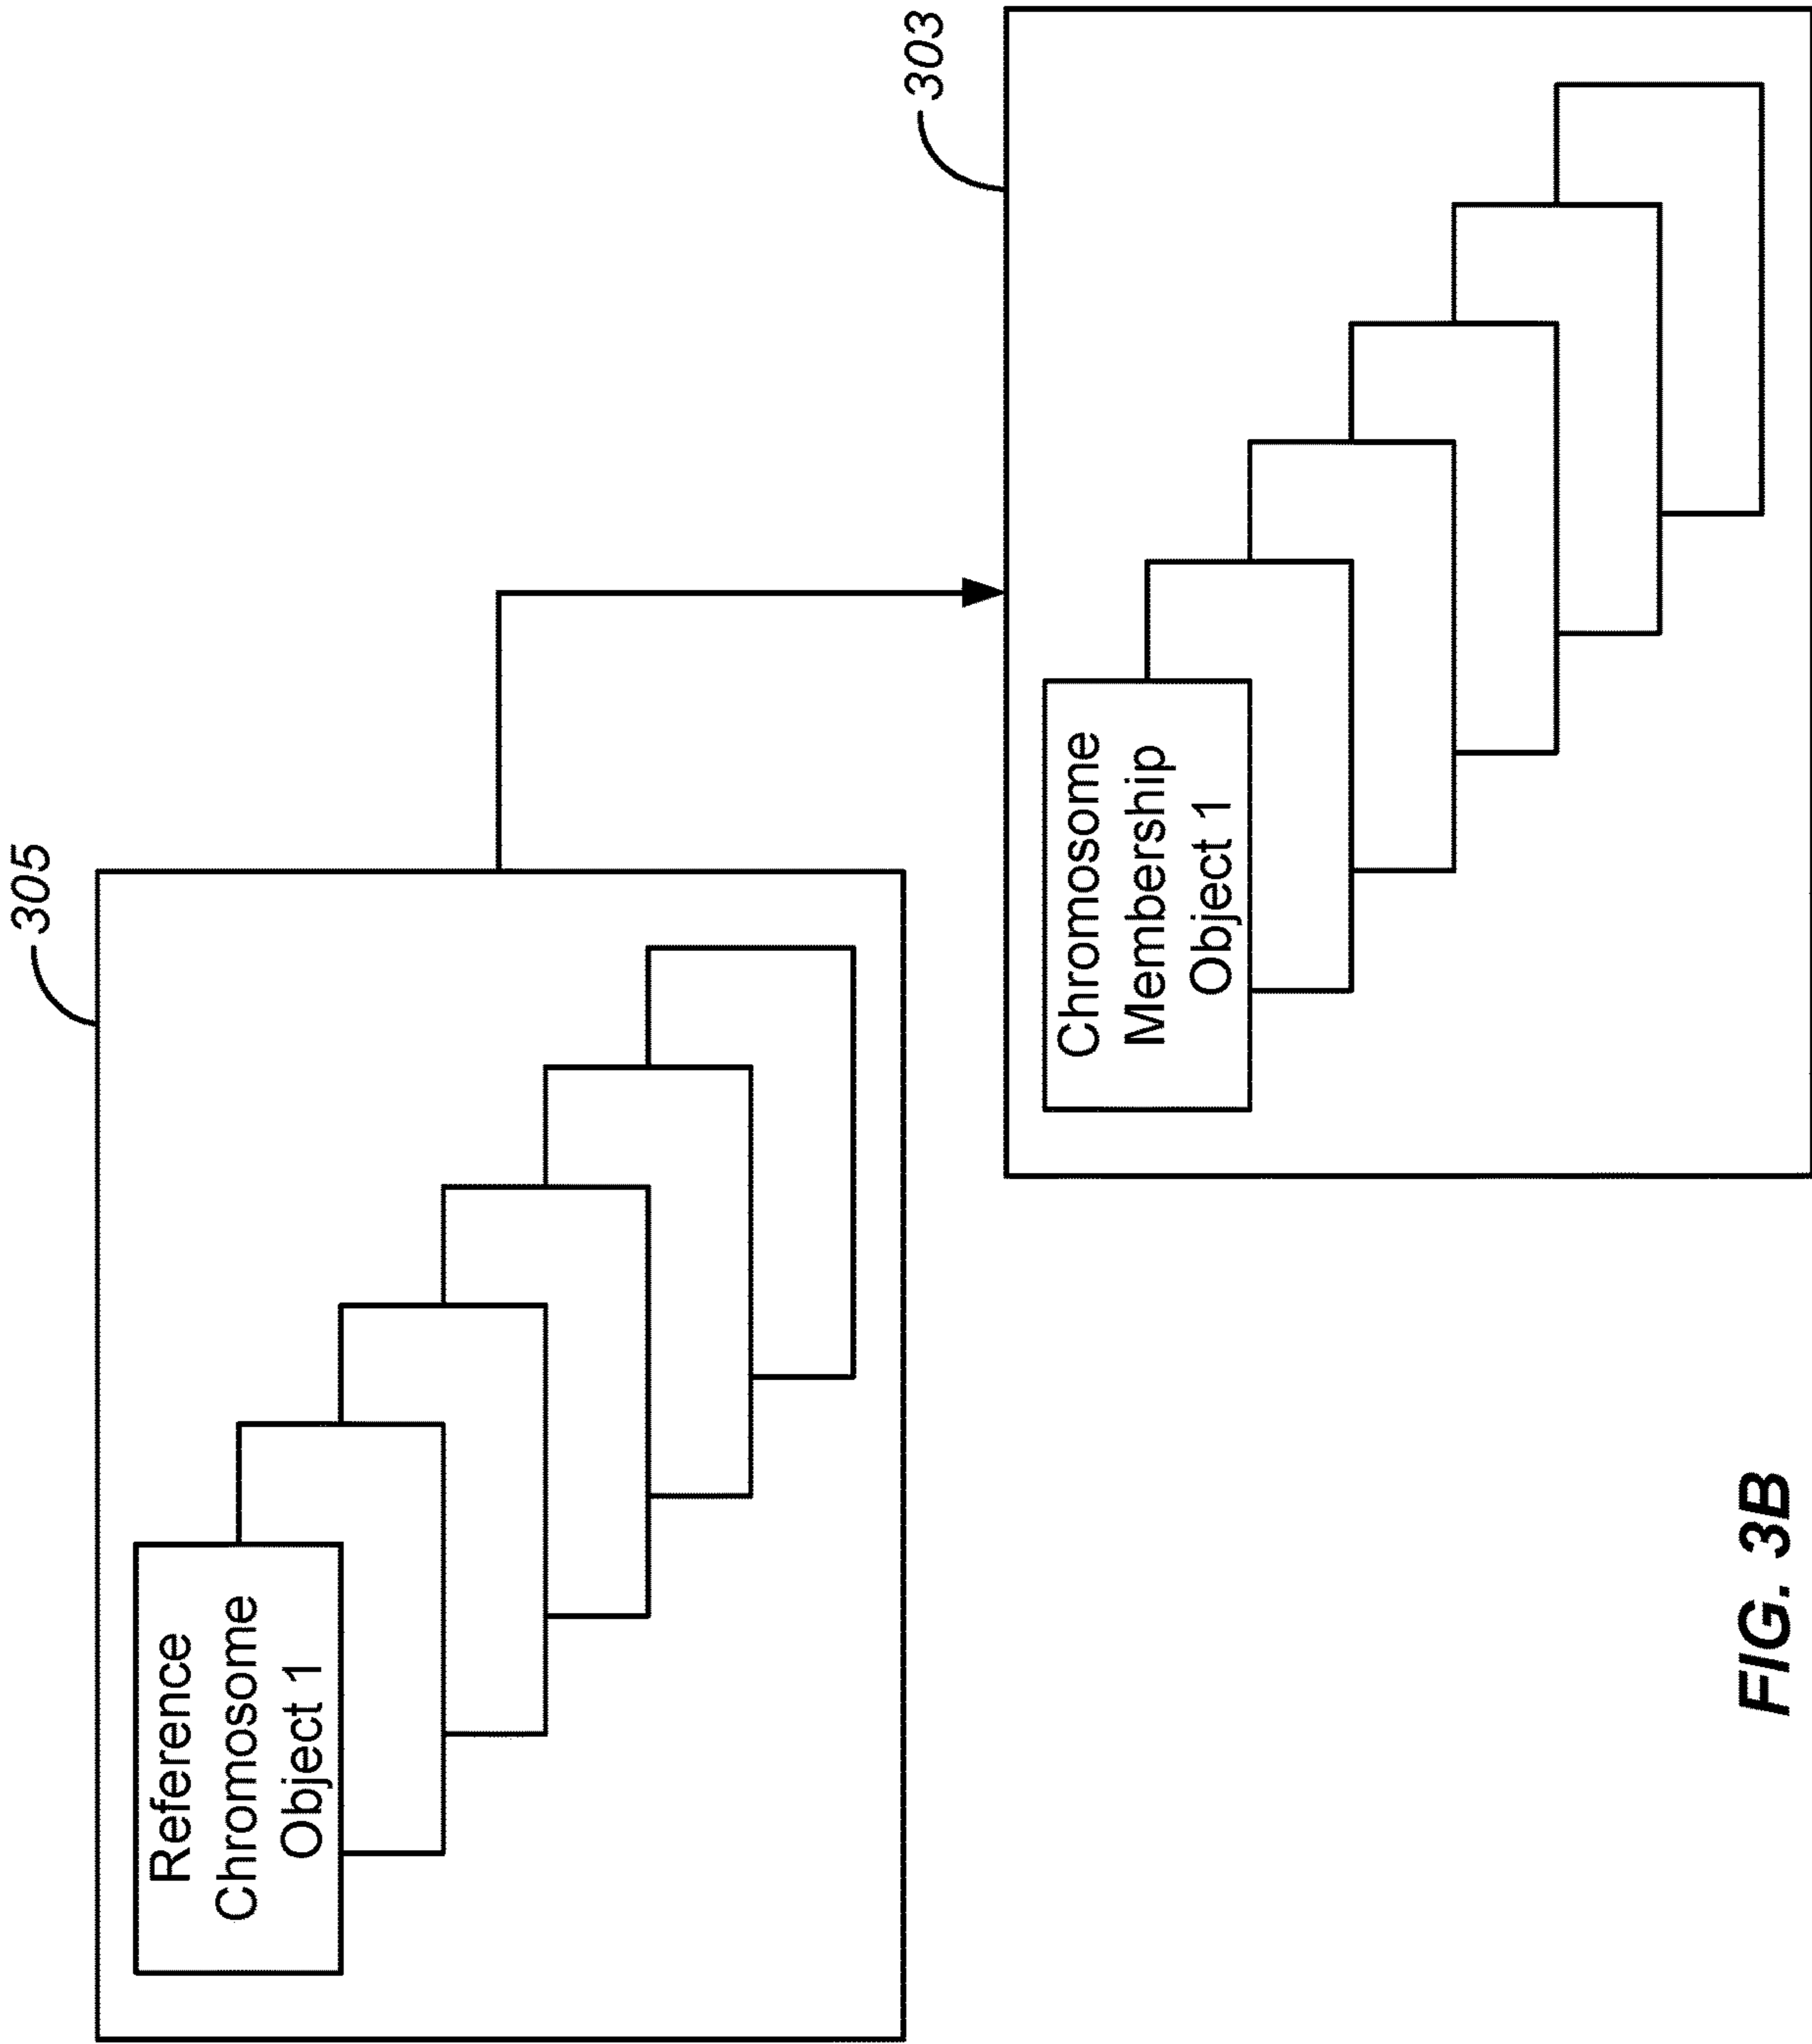 305
Reference
Chromosome
Object 1
303
Chromosome
Membership
Object 1
FIG. 3B